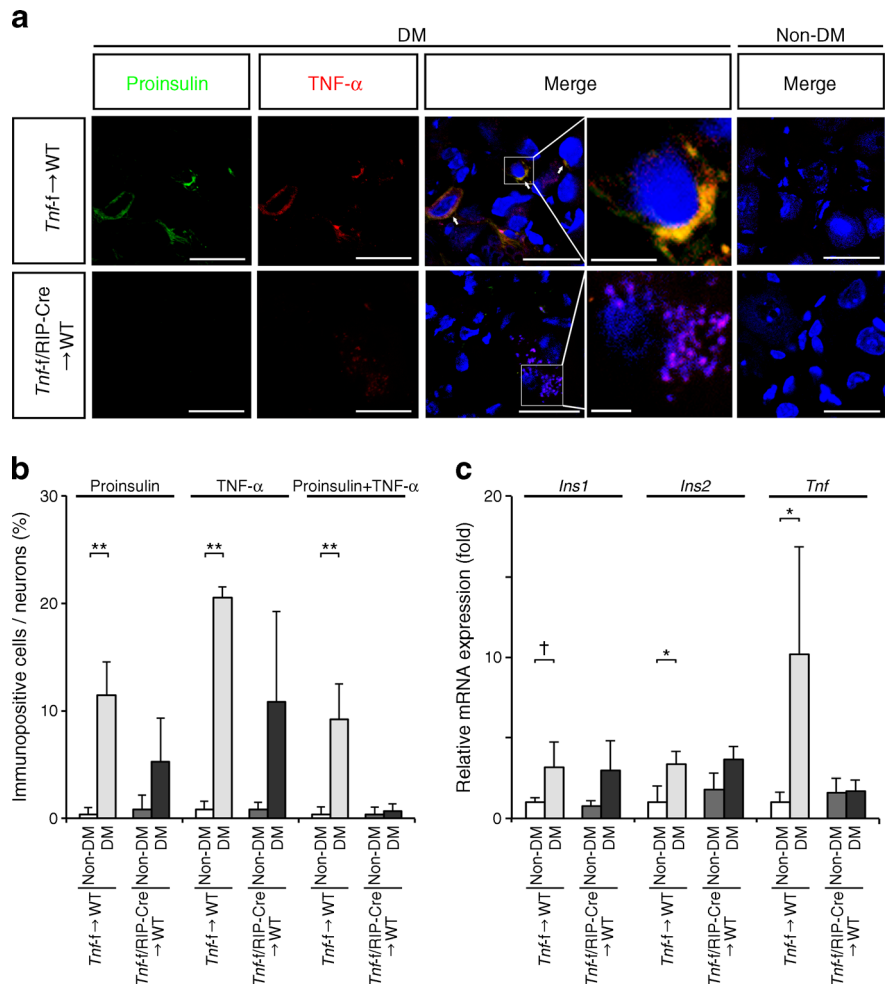 a
DM
Non-DM
Proinsulin
TNF-α
Merge
Merge
Tnf-f→WT
Tnf-f/RIP-Cre
→WT
b
Proinsulin
TNF-α
Proinsulin+TNF-α
Immunopositive cells / neurons (%)
30
20
10
0
**
**
**
Non-DM
DM
Non-DM
DM
Non-DM
DM
Non-DM
DM
Non-DM
DM
Non-DM
DM
Tnf-f→WT
Tnf-f/RIP-Cre
→WT
Tnf-f→WT
Tnf-f/RIP-Cre
→WT
Tnf-f→WT
Tnf-f/RIP-Cre
→WT
c
Ins1
Ins2
Tnf
Relative mRNA expression (fold)
20
10
0
†
*
*
Non-DM
DM
Non-DM
DM
Non-DM
DM
Non-DM
DM
Non-DM
DM
Non-DM
DM
Tnf-f→WT
Tnf-f/RIP-Cre
→WT
Tnf-f→WT
Tnf-f/RIP-Cre
→WT
Tnf-f→WT
Tnf-f/RIP-Cre
→WT